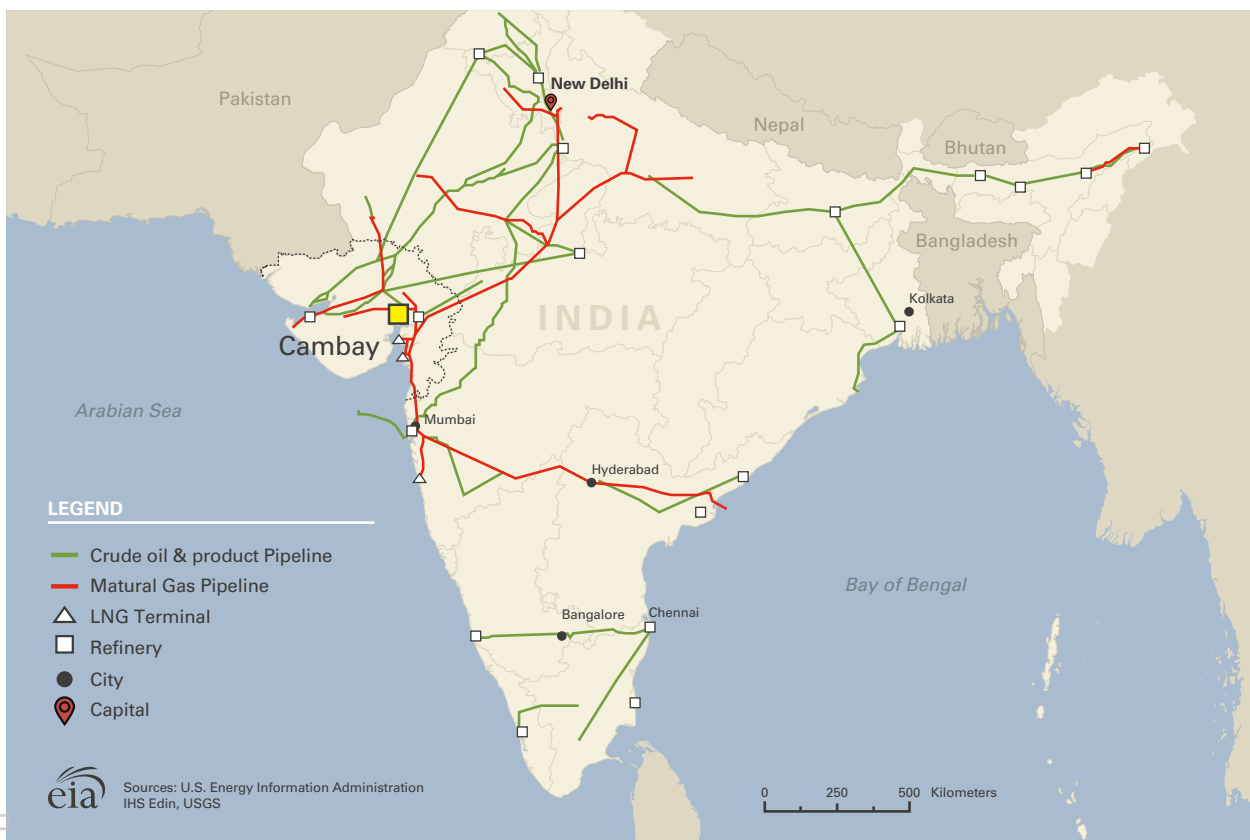 New Delhi
Pakistan
Nepal
Bhutan
Bangladesh
Kolkata
INDIA
Cambay
Arabian Sea
Mumbai
Hyderabad
LEGEND
Crude oil & product Pipeline
Matural Gas Pipeline
LNG Terminal
Refinery
City
Capital
Bay of Bengal
Bangalore
Chennai
eia
Sources: U.S. Energy Information Administration
IHS Edin, USGS
0 250 500 Kilometers